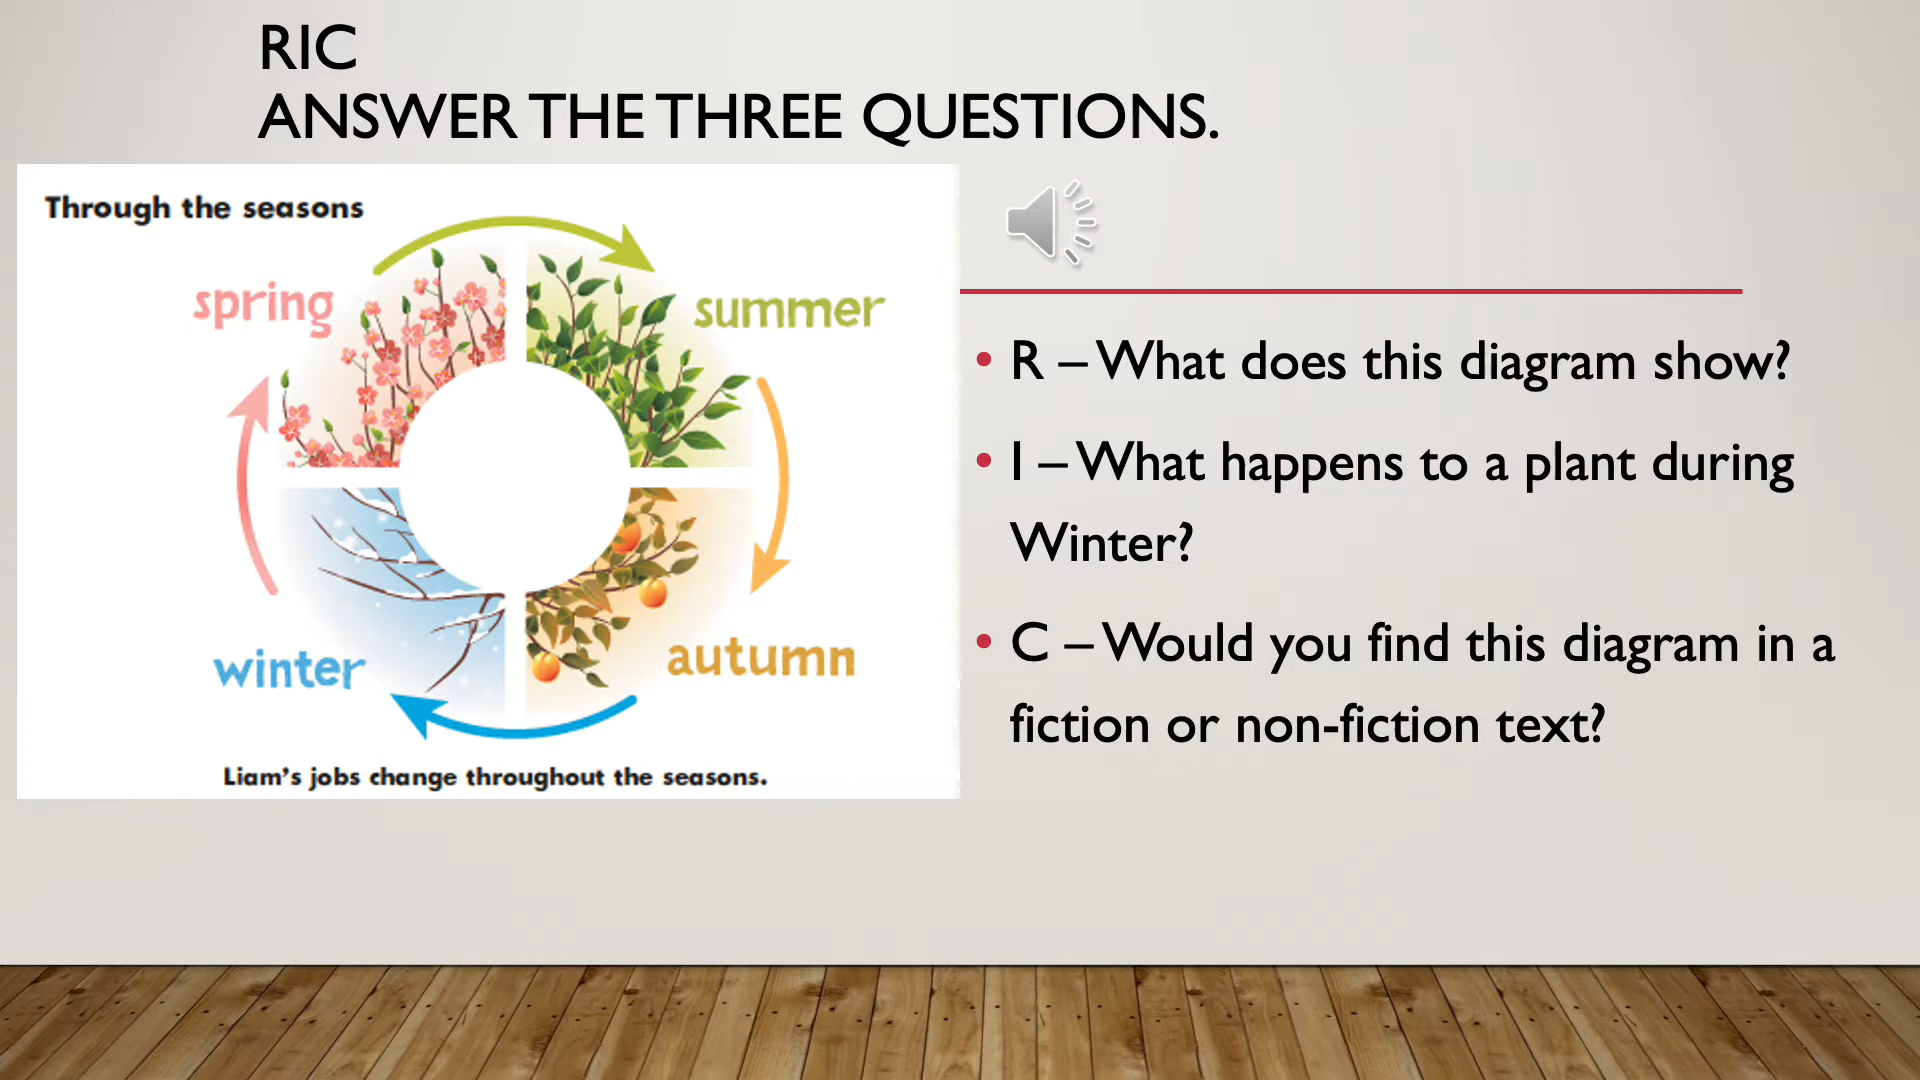 RIC
ANSWER THE THREE QUESTIONS.
Through the seasons
spring
summer
winter
autumn
Liam's jobs change throughout the seasons.
• R – What does this diagram show?
• I – What happens to a plant during
Winter?
• C – Would you find this diagram in a
fiction or non-fiction text?